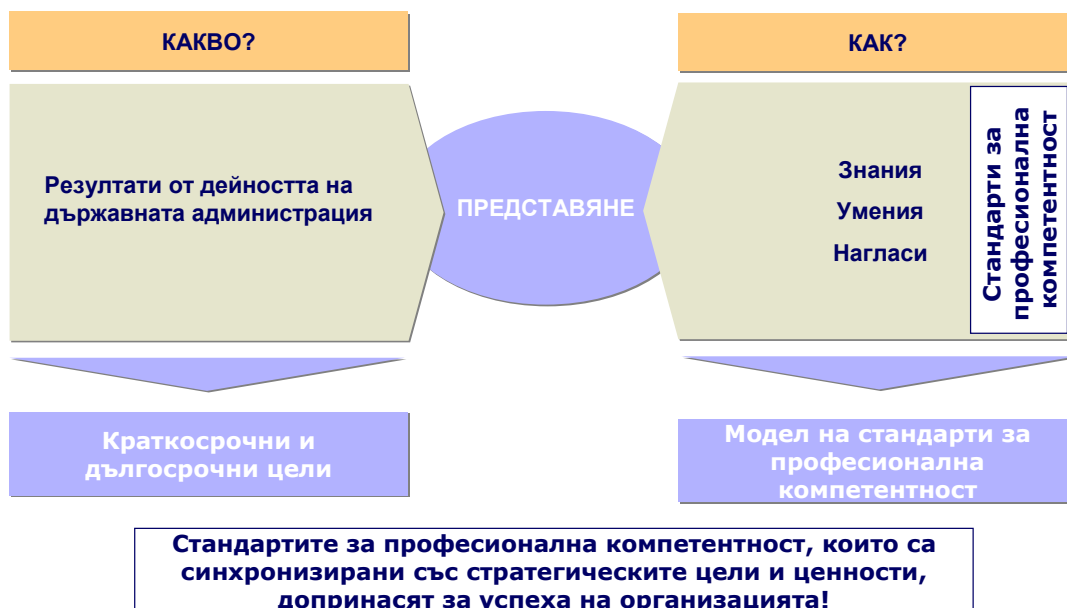 КАКВО?
Резултати от дейността на
държавната администрация
Краткосрочни и
дългосрочни цели
ПРЕДСТАВЯНЕ
КАК?
Знания
Умения
Нагласи
Стандарти за
професионална
компетентност
Модел на стандарти за
професионална
компетентност
Стандартите за професионална компетентност, които са
синхронизирани със стратегическите цели и ценности,
допринасят за успеха на организацията!